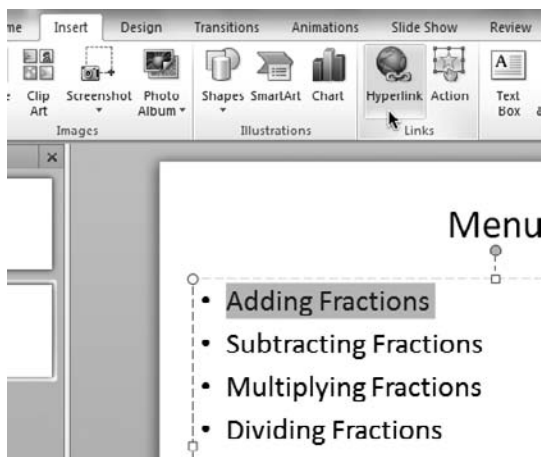 me Insert Design Transitions Animations Slide Show Review
Clip Art Screenshot Photo Album Shapes SmartArt Chart Hyperlink Action Text Box
Images Illustrations Links
Menu
• Adding Fractions
• Subtracting Fractions
• Multiplying Fractions
• Dividing Fractions